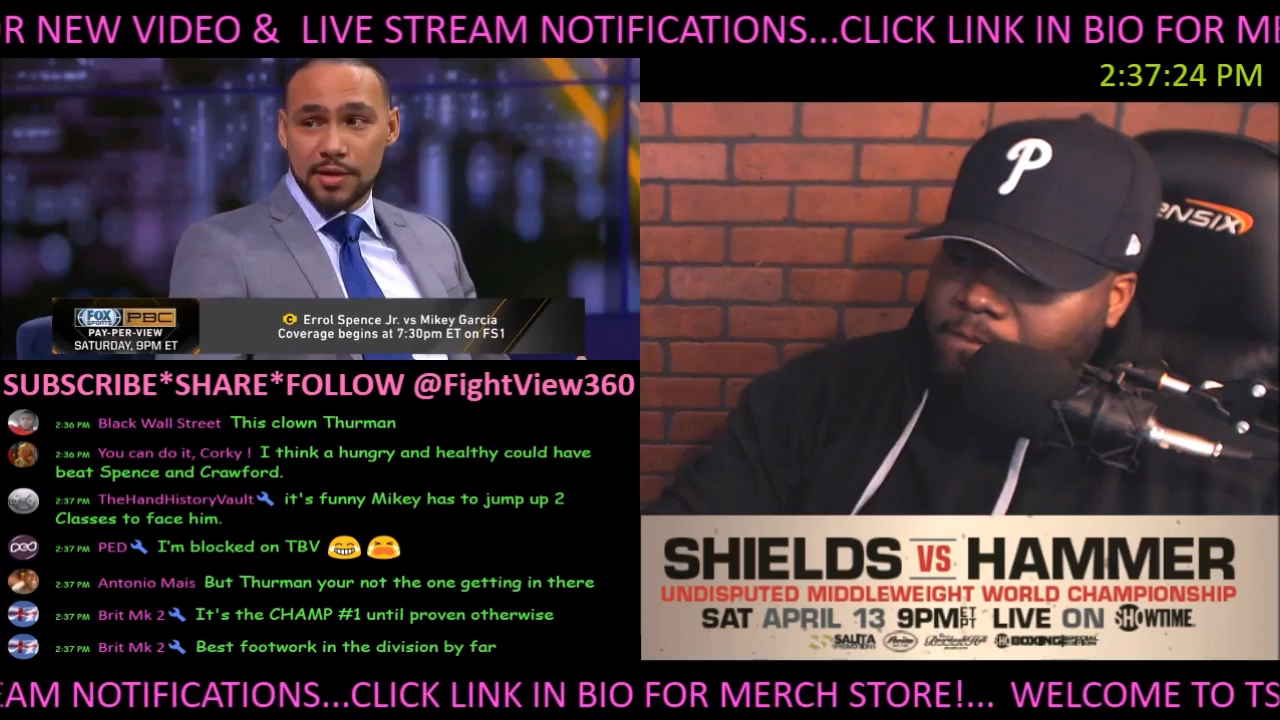 R NEW VIDEO & LIVE STREAM NOTIFICATIONS...CLICK LINK IN BIO FOR ME
2:37:24 PM
P
FOX SPORTS PBC
PAY-PER-VIEW
SATURDAY, 9PM ET
Errol Spence Jr. vs Mikey Garcia
Coverage begins at 7:30pm ET on FS1
ENSIX
SUBSCRIBE*SHARE*FOLLOW @FightView360
2:36 PM Black Wall Street This clown Thurman
2:36 PM You can do it, Corky ! I think a hungry and healthy could have
beat Spence and Crawford.
2:37 PM TheHandHistoryVault it's funny Mikey has to jump up 2
Classes to face him.
PED 2:37 PM PED I'm blocked on TBV
2:37 PM Antonio Mais But Thurman your not the one getting in there
2:37 PM Brit Mk 2 It's the CHAMP #1 until proven otherwise
2:37 PM Brit Mk 2 Best footwork in the division by far
SHIELDS VS HAMMER
UNDISPUTED MIDDLEWEIGHT WORLD CHAMPIONSHIP
SAT APRIL 13 9PM ET PT LIVE ON SHOWTIME
SALITA PROMOTIONS
EAM NOTIFICATIONS...CLICK LINK IN BIO FOR MERCH STORE!... WELCOME TO TS